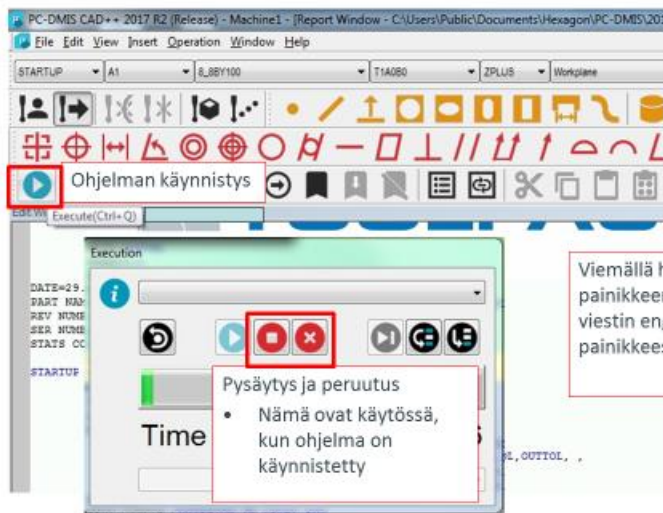 PC-DMIS CAD++ 2017 R2 (Release) - Machine1 - [Report Window - C:\Users\Public\Documents\Hexagon\PC-DMIS\201
File Edit View Insert Operation Window Help
STARTUP A1 8_8BY100 T1A0B0 ZPLUS Workplane
Ohjelman käynnistys
Execute(Ctrl+Q)
Execution
Viemällä
painikkee
viestin en
painikkees
DATE=29.
PART NAM
REV NUMB
SER NUMB
STATS CO
STARTUP
Pysäytys ja peruutus
• Nämä ovat käytössä,
kun ohjelma on
käynnistetty
Time
,OUTTOL, ,